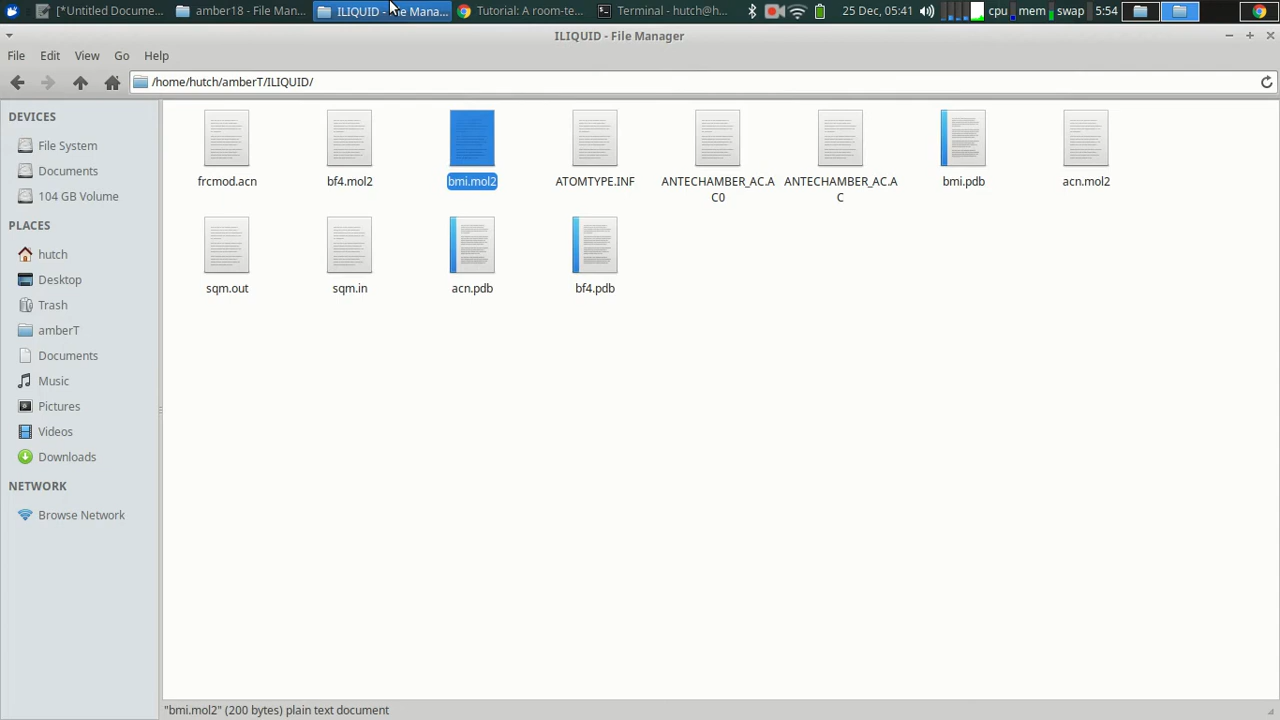 [*Untitled Docume... amber18 - File Man... ILIQUID - File Mana... Tutorial: A room-te... Terminal - hutch@h... 25 Dec, 05:41 cpu mem swap 5:54
ILIQUID - File Manager
File Edit View Go Help
/home/hutch/amberT/ILIQUID/
DEVICES
File System
Documents
104 GB Volume
PLACES
hutch
Desktop
Trash
amberT
Documents
Music
Pictures
Videos
Downloads
NETWORK
Browse Network
frcmod.acn bf4.mol2 bmi.mol2 ATOMTYPE.INF ANTECHAMBER_AC.A ANTECHAMBER_AC.A bmi.pdb acn.mol2
C0 C
sqm.out sqm.in acn.pdb bf4.pdb
"bmi.mol2" (200 bytes) plain text document